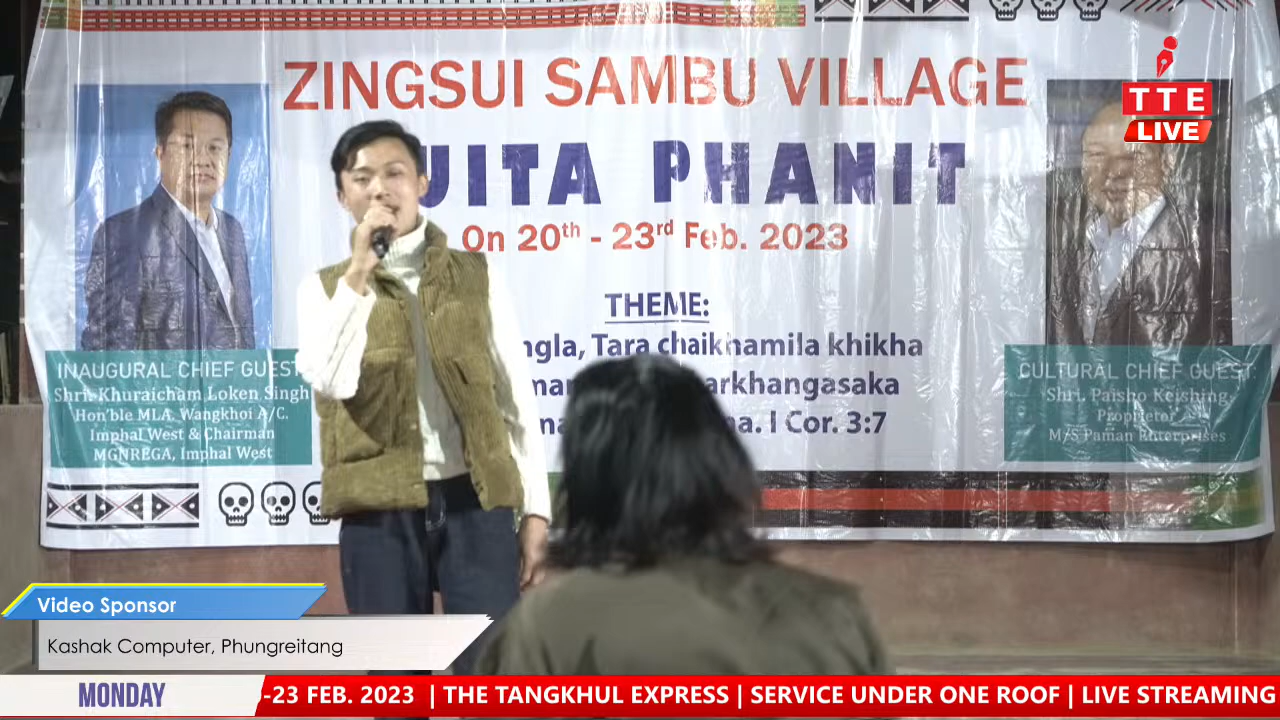 ZINGSUI SAMBU VILLAGE
UITA PHANIT
On 20th - 23rd Feb. 2023
THEME:
Tara chaikhamila khikha
arkhangasaka
I Cor. 3:7
INAUGURAL CHIEF GUEST
Shri. Khuraicham Loken Singh
Hon'ble MLA, Wangkhoi A/C.
Imphal West & Chairman
MGNREGA, Imphal West
CULTURAL CHIEF GUEST
Shri. Paisho Keishing
Proprietor
M/S Paman Enterprises
TTE
LIVE
Video Sponsor
Kashak Computer, Phungreitang
MONDAY
-23 FEB. 2023 | THE TANGKHUL EXPRESS | SERVICE UNDER ONE ROOF | LIVE STREAMING